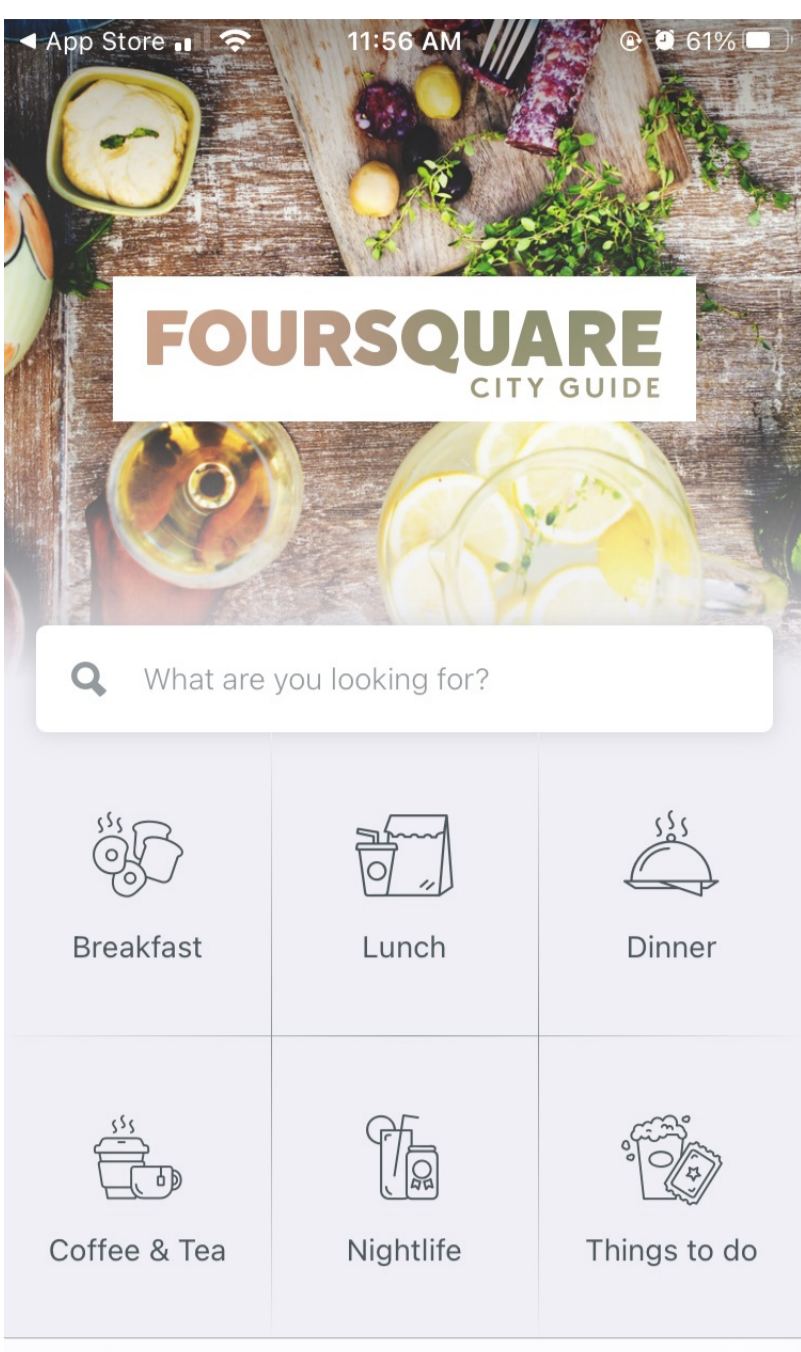 App Store
11:56 AM
61%
FOURSQUARE
CITY GUIDE
What are you looking for?
Breakfast
Lunch
Dinner
Coffee & Tea
Nightlife
Things to do